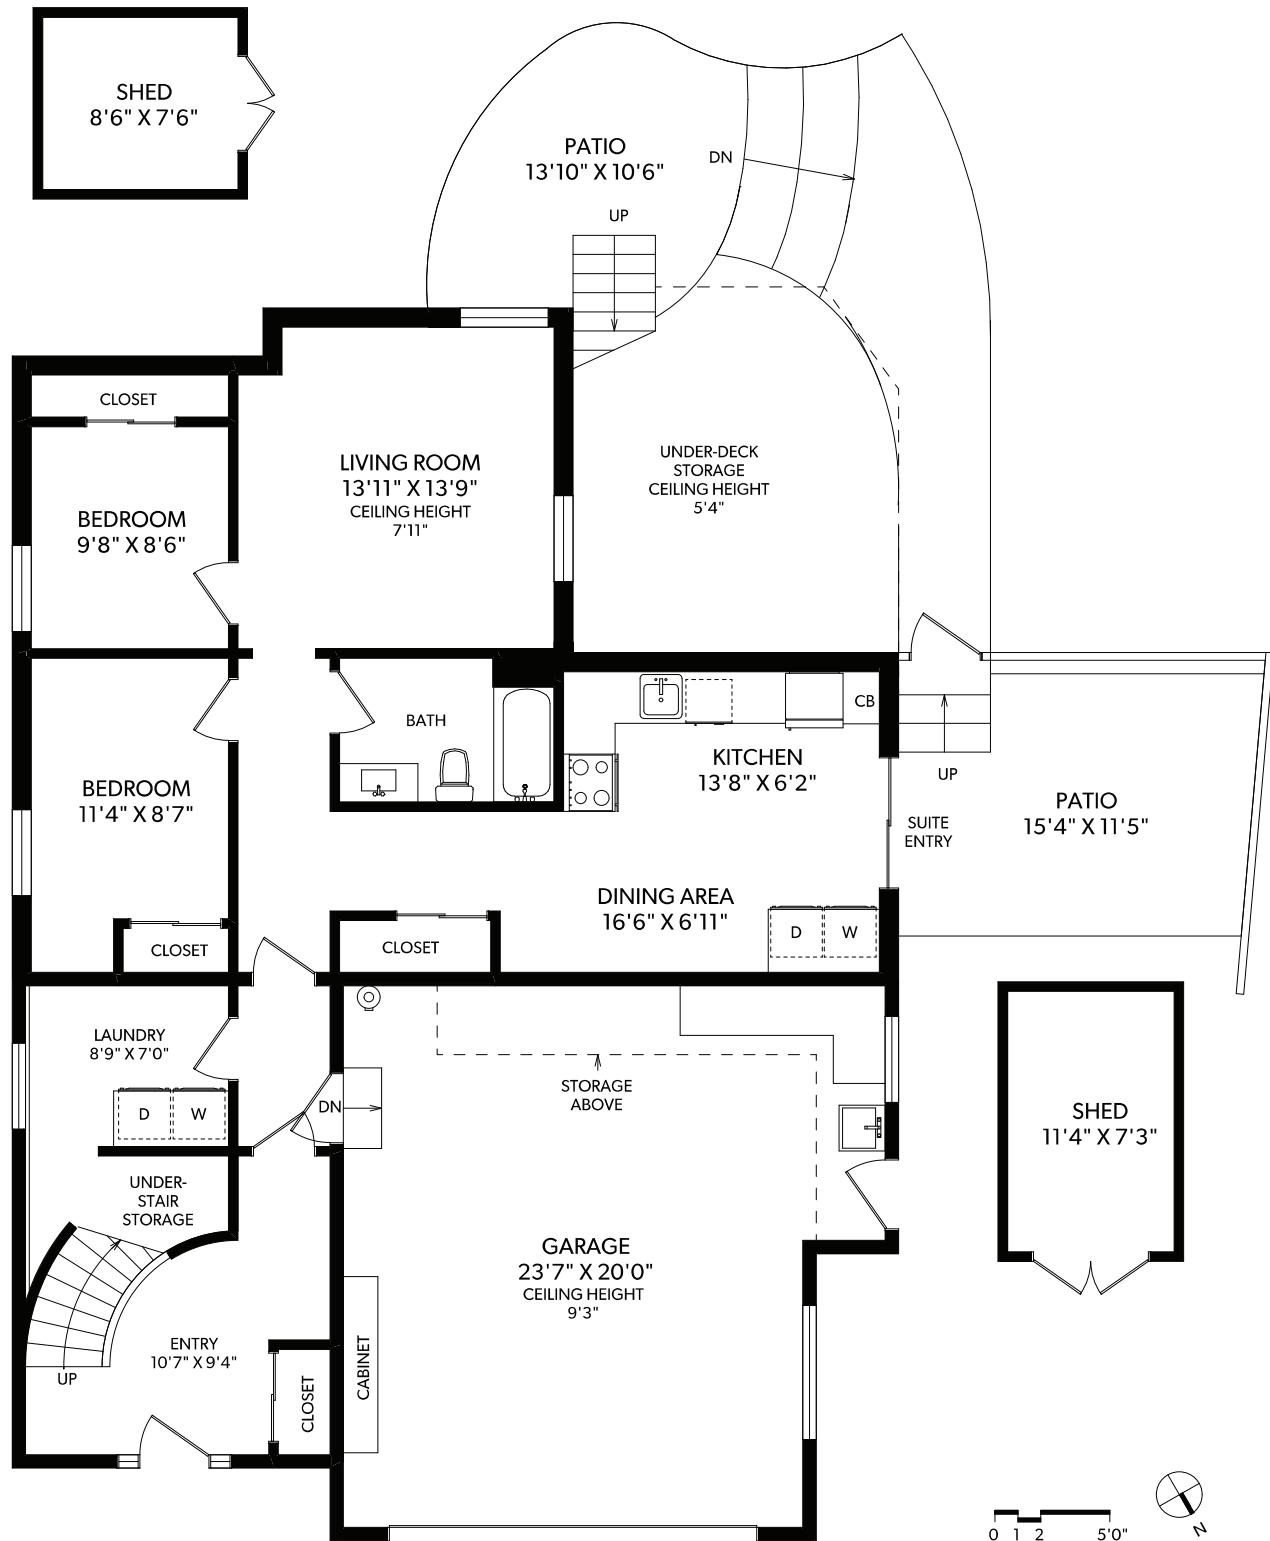 SHED
8'6" X 7'6"
PATIO
13'10" X 10'6"
DN
UP
CLOSET
LIVING ROOM
13'11" X 13'9"
CEILING HEIGHT
7'11"
UNDER-DECK
STORAGE
CEILING HEIGHT
5'4"
BEDROOM
9'8" X 8'6"
BATH
CB
KITCHEN
13'8" X 6'2"
UP
BEDROOM
11'4" X 8'7"
PATIO
15'4" X 11'5"
SUITE
ENTRY
DINING AREA
16'6" X 6'11"
D
W
CLOSET
CLOSET
LAUNDRY
8'9" X 7'0"
D
W
DN
STORAGE
ABOVE
SHED
11'4" X 7'3"
UNDER-
STAIR
STORAGE
GARAGE
23'7" X 20'0"
CEILING HEIGHT
9'3"
ENTRY
10'7" X 9'4"
UP
CLOSET
CABINET
0 1 2 5'0"
N